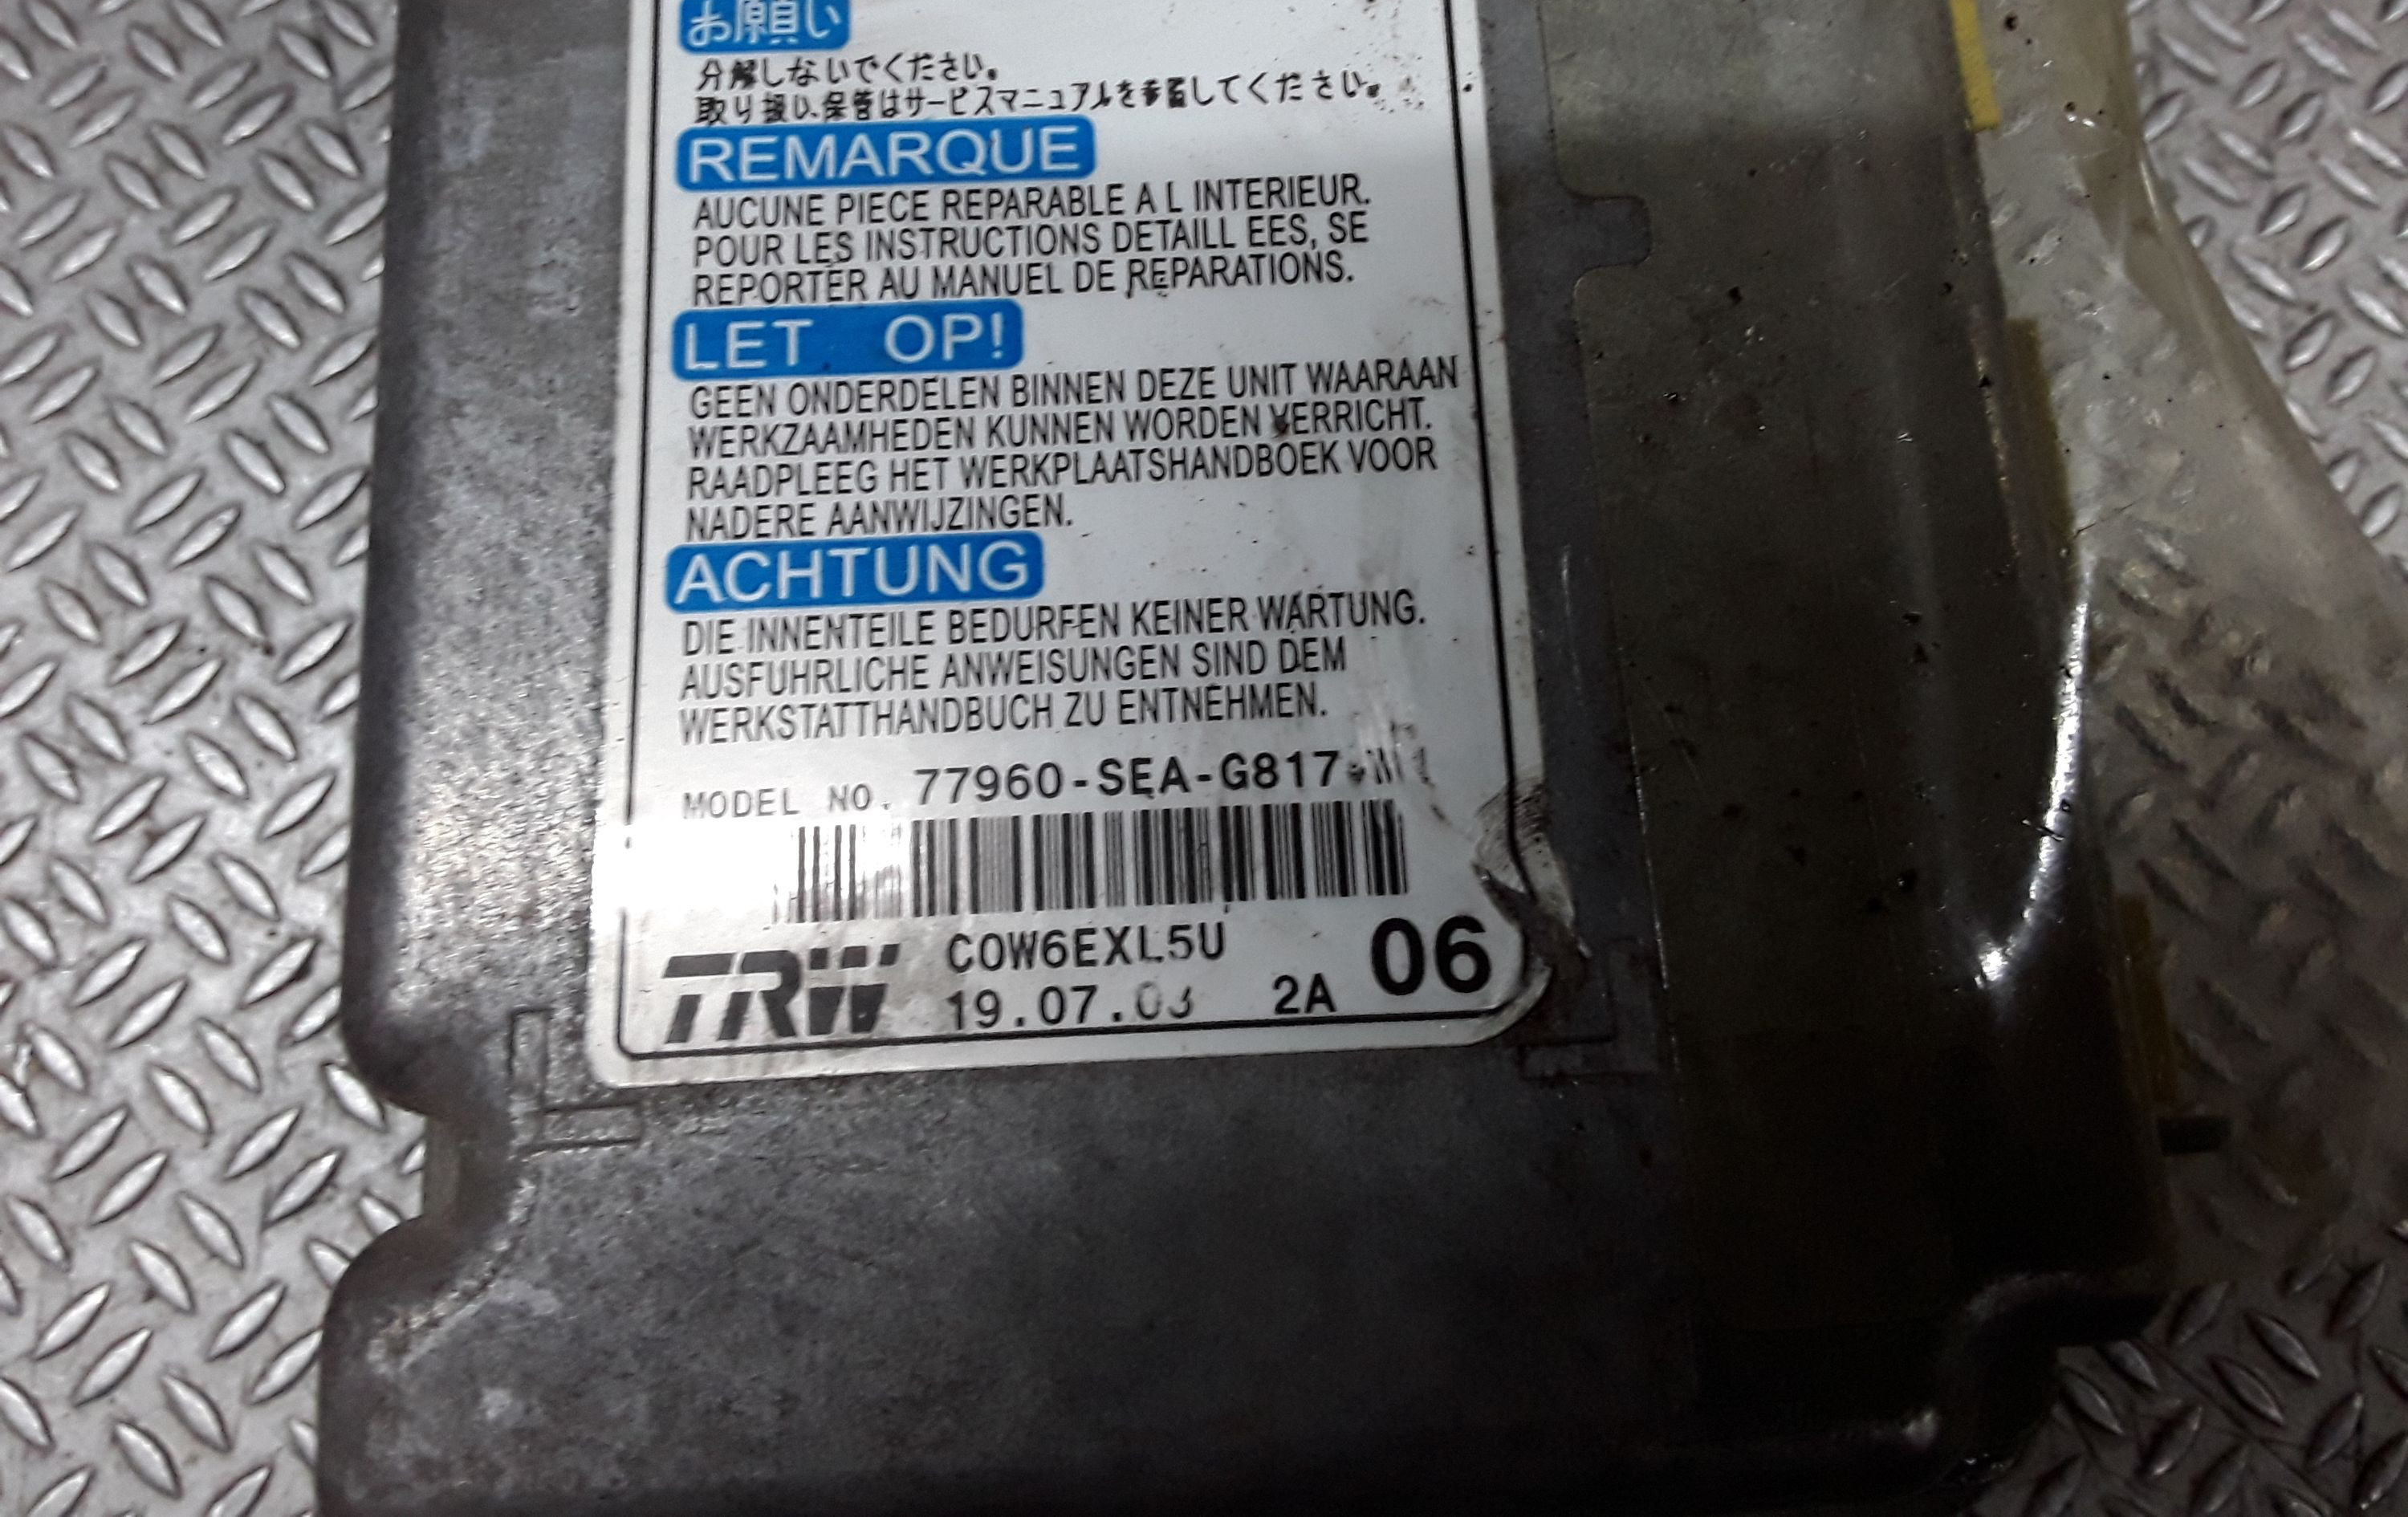 お願い
分解しないでください。
取り扱い、保管はサービスマニュアルを参照してください。
REMARQUE
AUCUNE PIECE REPARABLE A L INTERIEUR.
POUR LES INSTRUCTIONS DETAILL EES, SE
REPORTER AU MANUEL DE REPARATIONS.
LET OP!
GEEN ONDERDELEN BINNEN DEZE UNIT WAARAAN
WERKZAAMHEDEN KUNNEN WORDEN VERRICHT.
RAADPLEEG HET WERKPLAATSHANDBOEK VOOR
NADERE AANWIJZINGEN.
ACHTUNG
DIE INNENTEILE BEDURFEN KEINER WARTUNG.
AUSFUHRLICHE ANWEISUNGEN SIND DEM
WERKSTATTHANDBUCH ZU ENTNEHMEN.
MODEL NO. 77960-SEA-G817
TRW C0W6EXL5U 06
19.07.03 2A